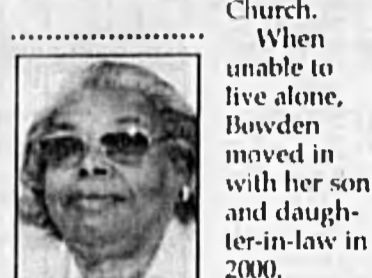 Church.
When
unable to
live alone,
Bowden
moved in
with her son
and daugh-
ter-in-law in
2000.